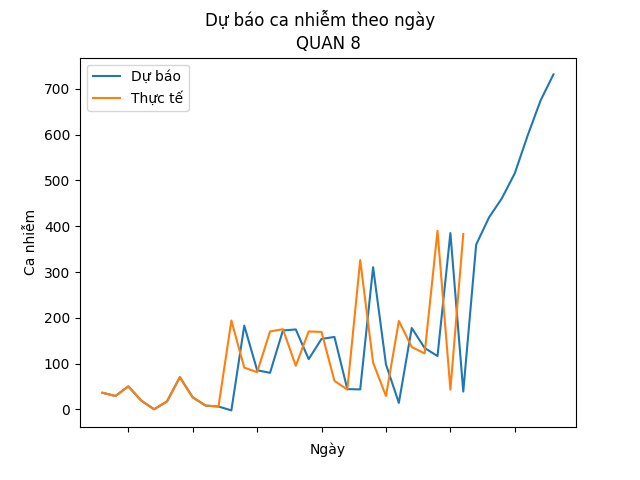 Dự báo ca nhiễm theo ngày
QUAN 8
Dự báo
Thực tế
700
600
500
400
300
200
100
0
Ca nhiễm
Ngày